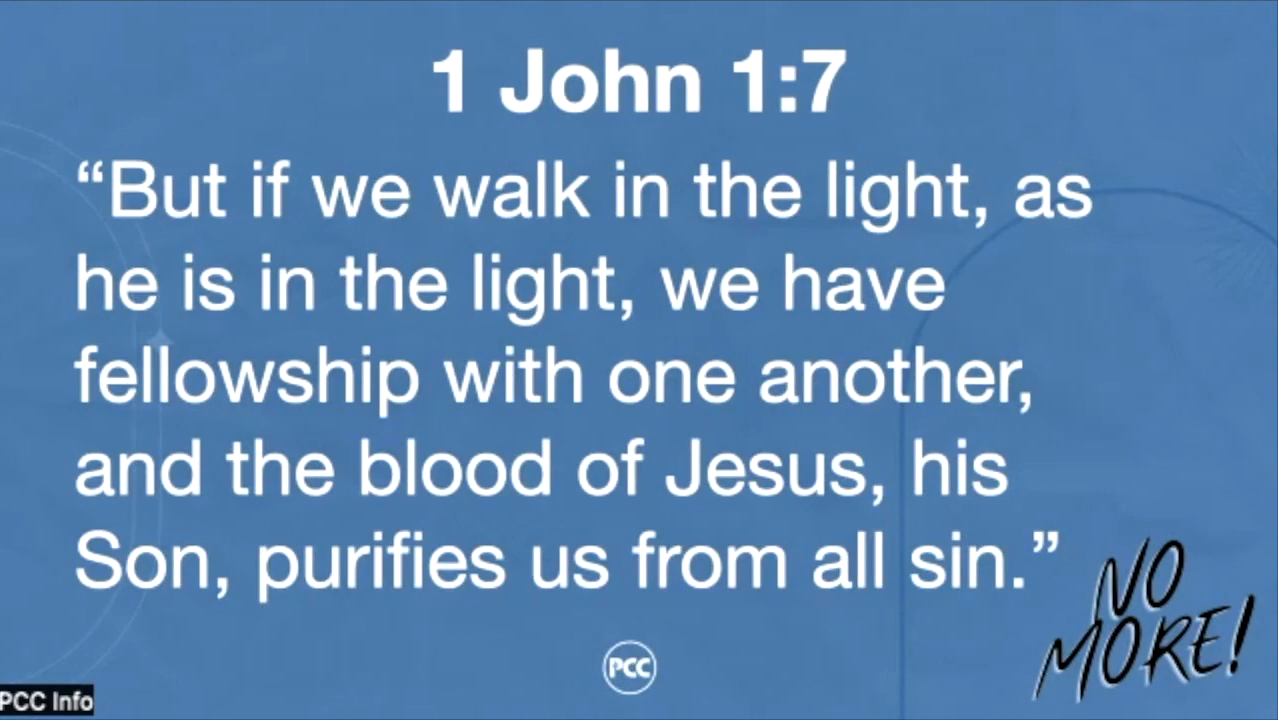 1 John 1:7
“But if we walk in the light, as
he is in the light, we have
fellowship with one another,
and the blood of Jesus, his
Son, purifies us from all sin.”
NO
MORE!
PCC
PCC Info